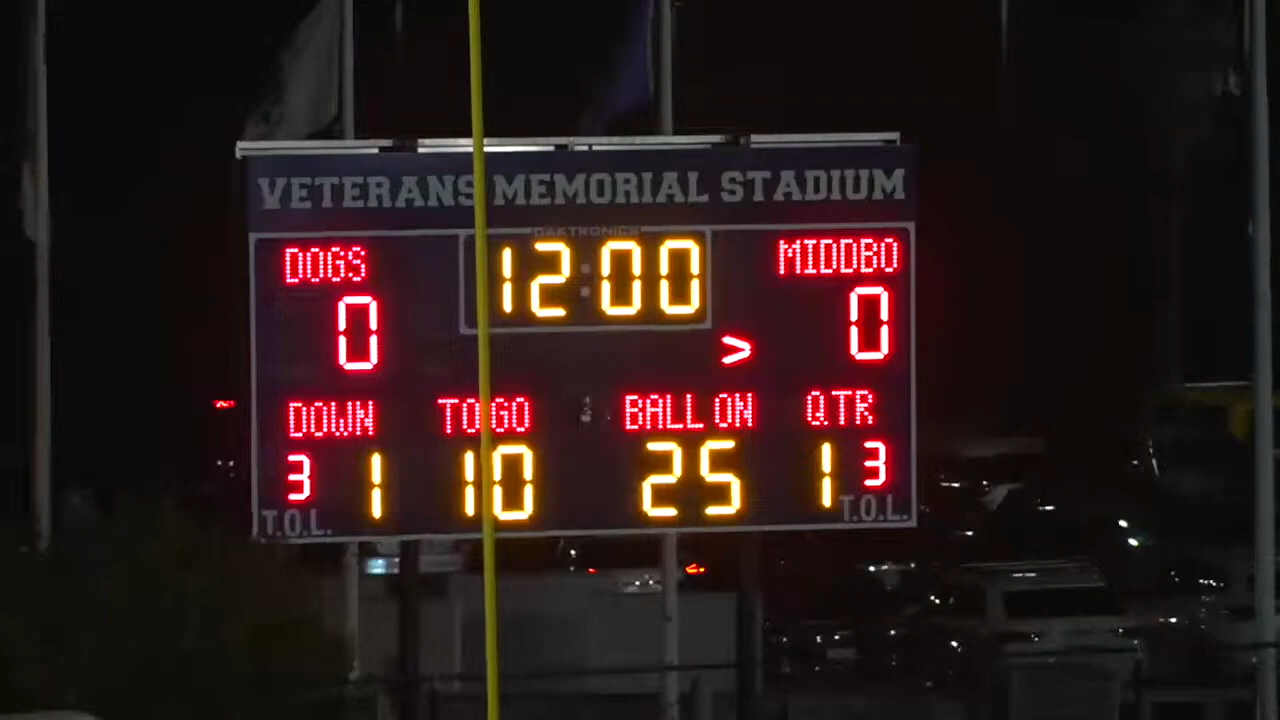 VETERANS MEMORIAL STADIUM
DAKTRONICS
DOGS 12:00 MIDDBO
0 > 0
DOWN TO GO BALL ON QTR
3 1 10 25 1 3
T.O.L. T.O.L.